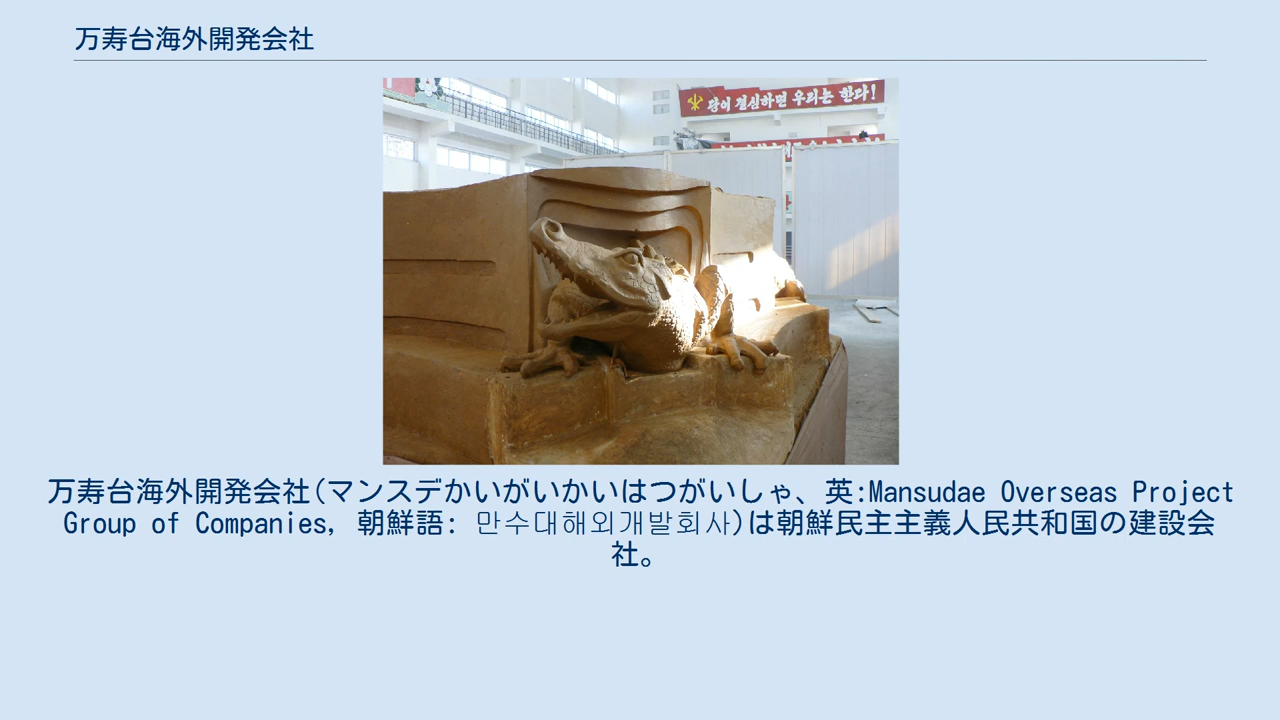 万寿台海外開発会社
당이 결심하면 우리는 한다!
万寿台海外開発会社(マンスデかいがいかいはつがいしゃ、英:Mansudae Overseas Project
Group of Companies, 朝鮮語: 만수대해외개발회사)は朝鮮民主主義人民共和国の建設会
社。